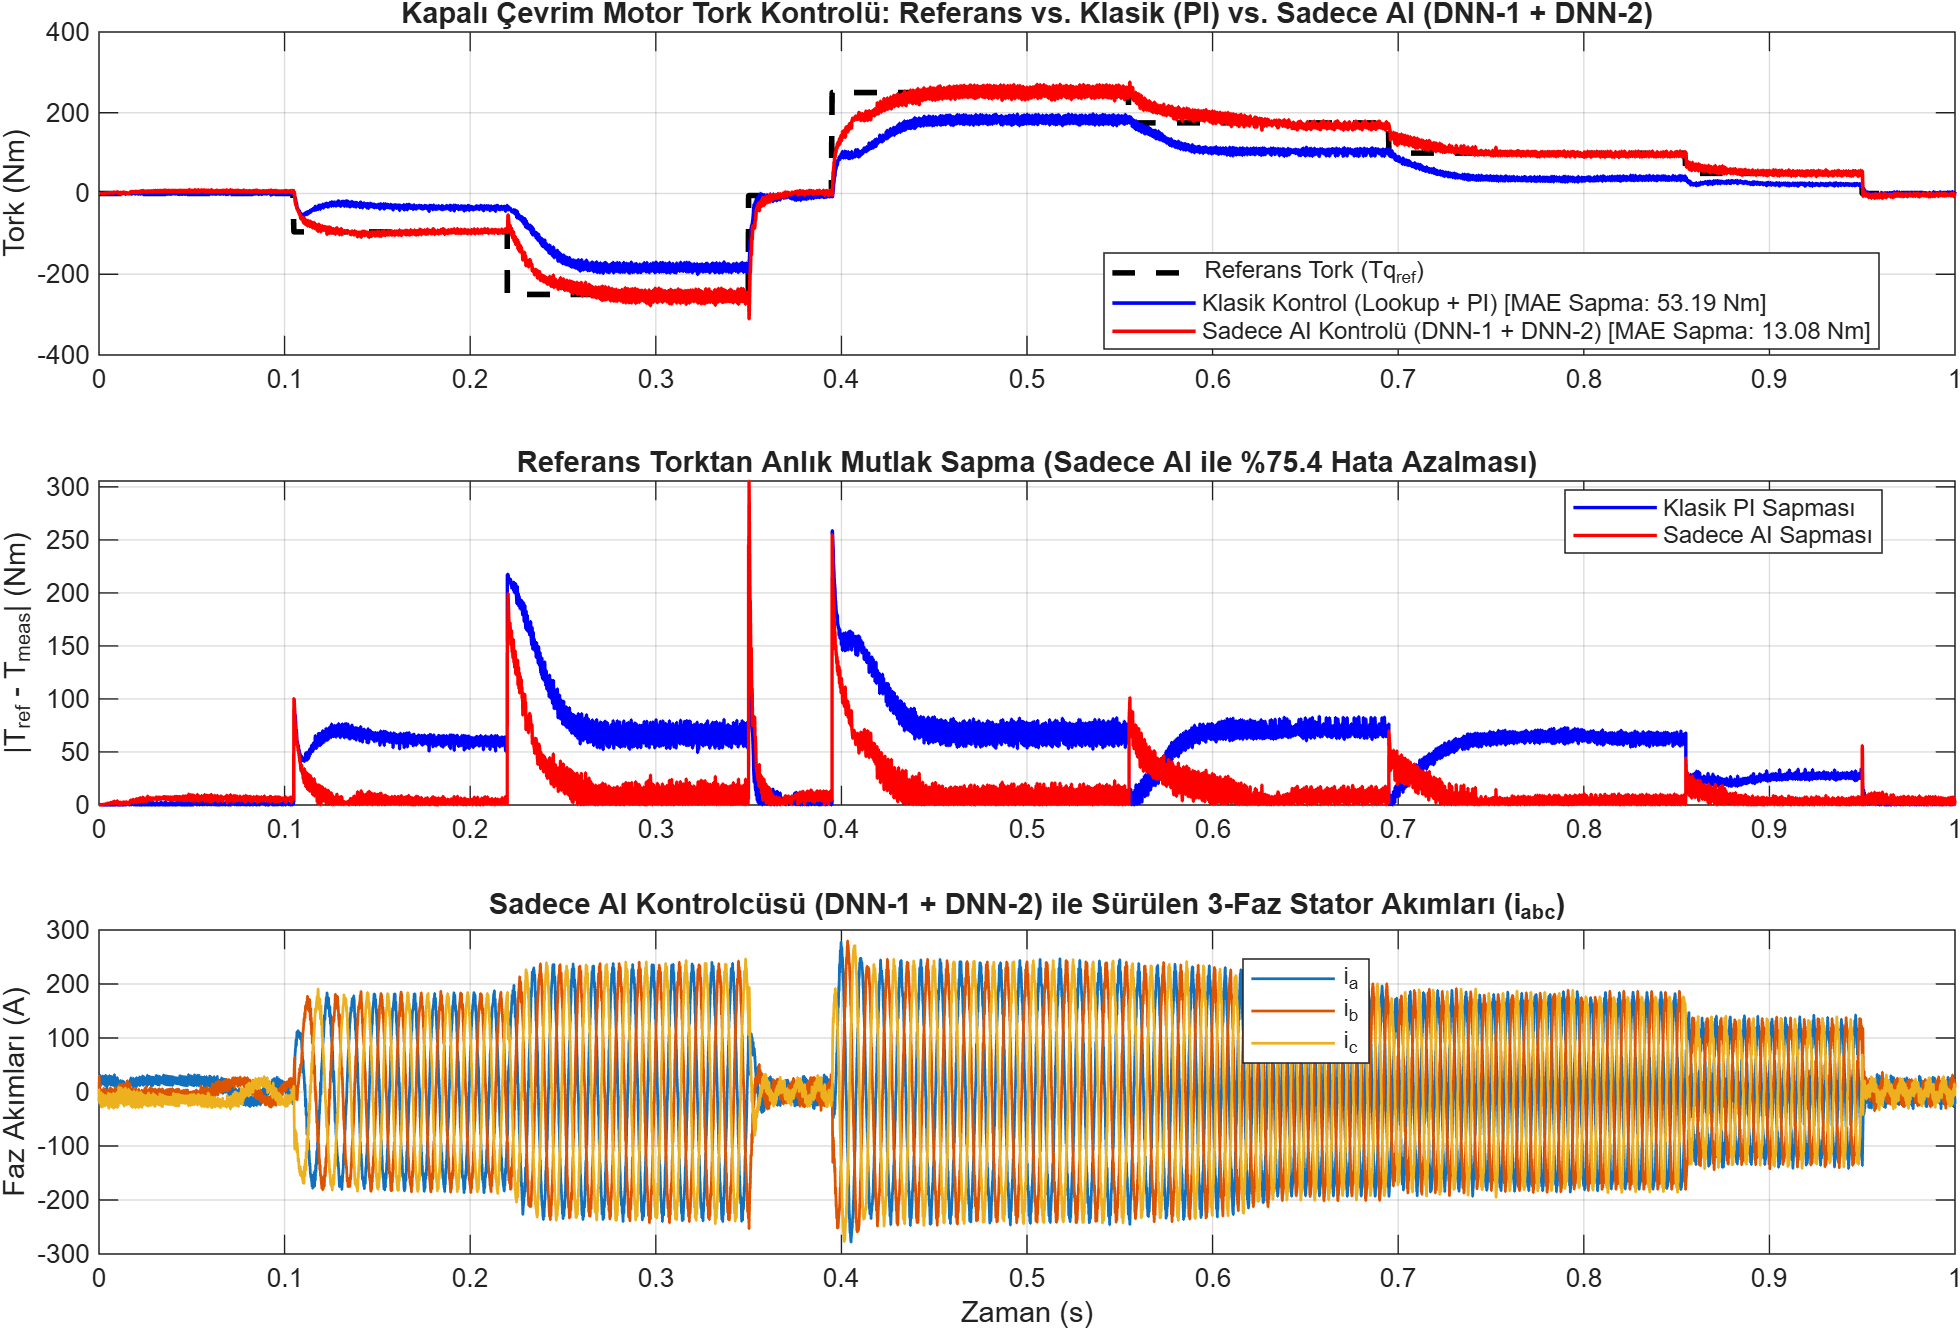 Kapalı Çevrim Motor Tork Kontrolü: Referans vs. Klasik (PI) vs. Sadece AI (DNN-1 + DNN-2)
400
200
0
-200
-400
Tork (Nm)
Referans Tork (Tqref)
Klasik Kontrol (Lookup + PI) [MAE Sapma: 53.19 Nm]
Sadece AI Kontrolü (DNN-1 + DNN-2) [MAE Sapma: 13.08 Nm]
0 0.1 0.2 0.3 0.4 0.5 0.6 0.7 0.8 0.9 1
Referans Torktan Anlık Mutlak Sapma (Sadece AI ile %75.4 Hata Azalması)
300
250
200
150
100
50
0
|Tref - Tmeas| (Nm)
Klasik PI Sapması
Sadece AI Sapması
0 0.1 0.2 0.3 0.4 0.5 0.6 0.7 0.8 0.9 1
Sadece AI Kontrolcüsü (DNN-1 + DNN-2) ile Sürülen 3-Faz Stator Akımları (iabc)
300
200
100
0
-100
-200
-300
Faz Akımları (A)
ia
ib
ic
0 0.1 0.2 0.3 0.4 0.5 0.6 0.7 0.8 0.9 1
Zaman (s)